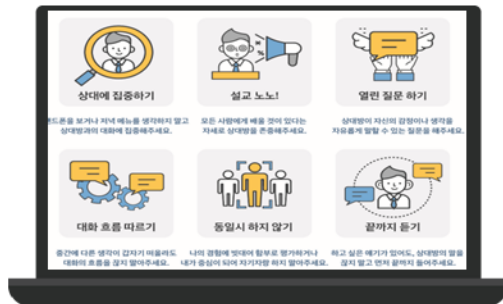 상대에 집중하기
설교 노노!
열린 질문 하기
핸드폰을 보거나 저녁 메뉴를 생각하지 말고
상대방과의 대화에 집중해주세요.
모든 사람에게 배울 것이 있다는
자세로 상대방을 존중해주세요.
상대방이 자신의 감정이나 생각을
자유롭게 말할 수 있는 질문을 해주세요.
대화 흐름 따르기
동일시 하지 않기
끝까지 듣기
중간에 다른 생각이 갑자기 떠올라도
대화의 흐름을 끊지 말아주세요.
나의 경험에 빗대어 함부로 평가하거나
내가 중심이 되어 자기자랑 하지 말아주세요.
하고 싶은 얘기가 있어도, 상대방의 말을
끊지 말고 먼저 끝까지 들어주세요.